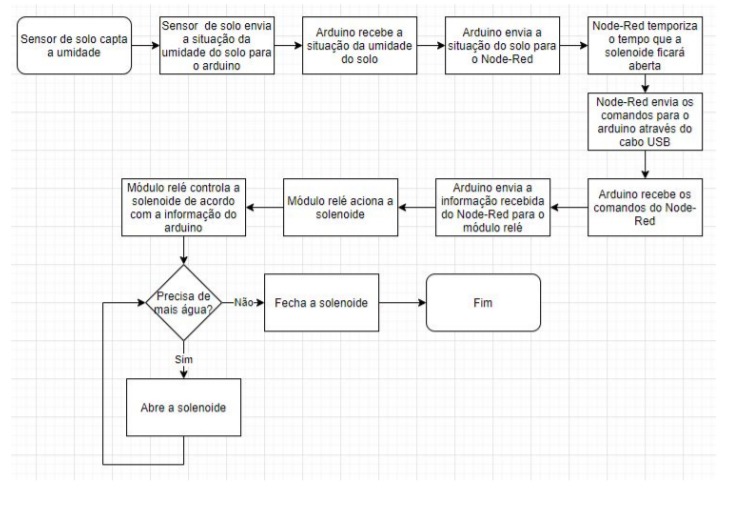 Sensor de solo capta
a umidade
Sensor de solo envia
a situação da
umidade do solo para
o arduino
Arduino recebe a
situação da umidade
do solo
Arduino envia a
situação do solo para
o Node-Red
Node-Red temporiza
o tempo que a
solenoide ficará
aberta
Node-Red envia os
comandos para o
arduino através do
cabo USB
Arduino recebe os
comandos do Node-
Red
Arduino envia a
informação recebida
do Node-Red para o
módulo relé
Módulo relé aciona a
solenoide
Módulo relé controla a
solenoide de acordo
com a informação do
arduino
Precisa de
mais água?
Não
Fecha a solenoide
Fim
Sim
Abre a solenoide